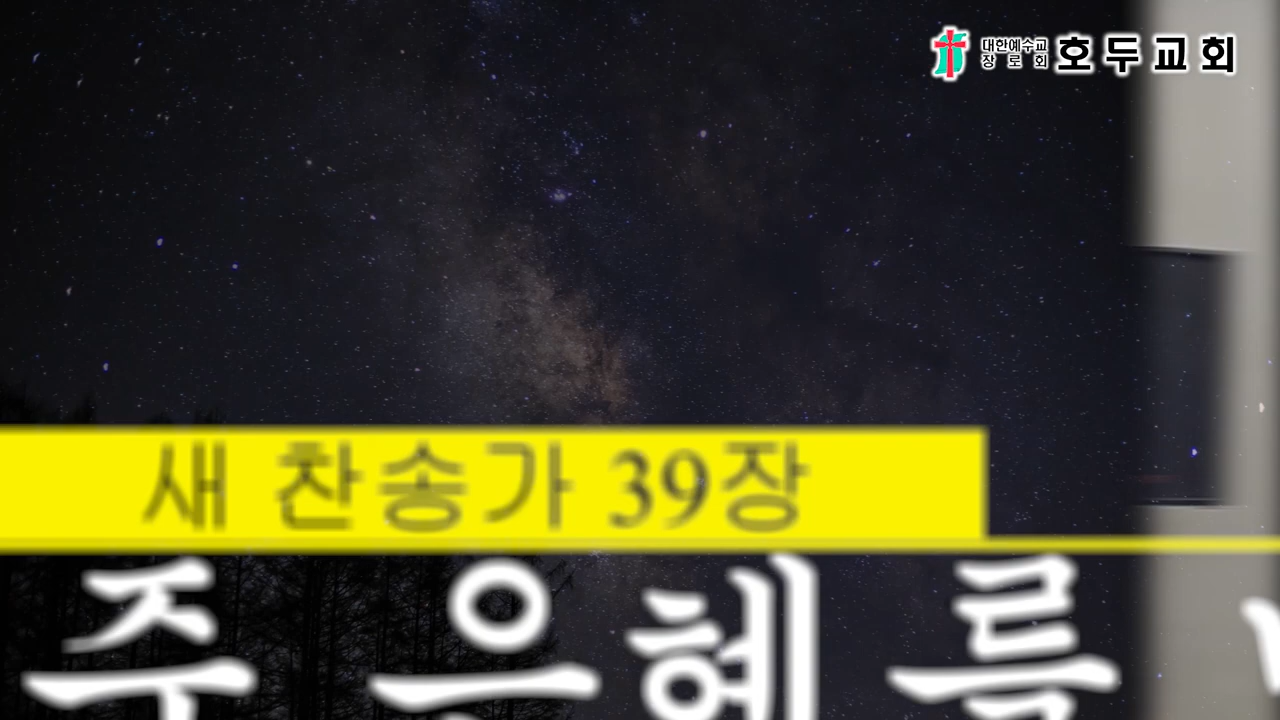 대한예수교
장로회
호두교회
새 찬송가 39장
주 은혜를